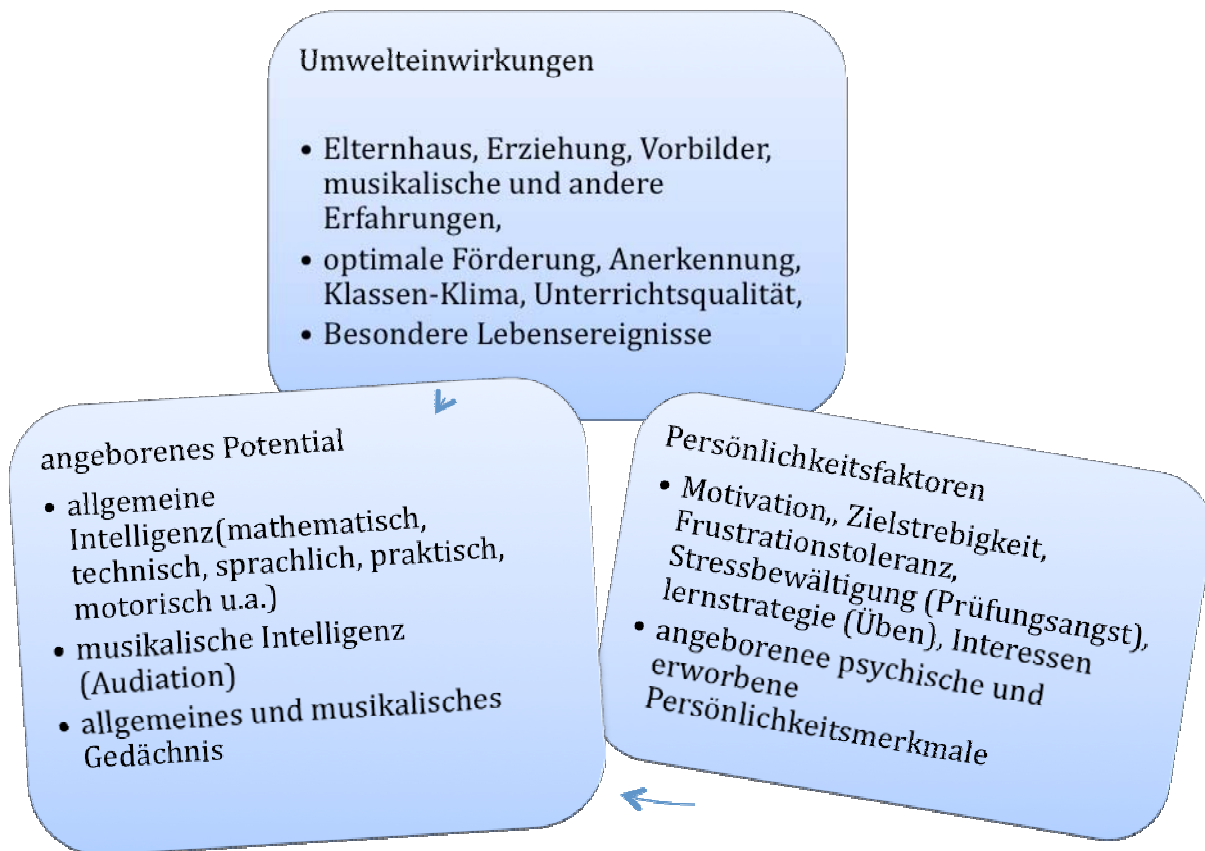 Umwelteinwirkungen
• Elternhaus, Erziehung, Vorbilder,
musikalische und andere
Erfahrungen,
• optimale Förderung, Anerkennung,
Klassen-Klima, Unterrichtsqualität,
• Besondere Lebensereignisse
angeborenes Potential
• allgemeine
Intelligenz(mathematisch,
technisch, sprachlich, praktisch,
motorisch u.a.)
• musikalische Intelligenz
(Audiation)
• allgemeines und musikalisches
Gedächnis
Persönlichkeitsfaktoren
• Motivation,, Zielstrebigkeit,
Frustrationstoleranz,
Stressbewältigung (Prüfungsangst),
lernstrategie (Üben), Interessen
• angeborenee psychische und
erworbene
Persönlichkeitsmerkmale